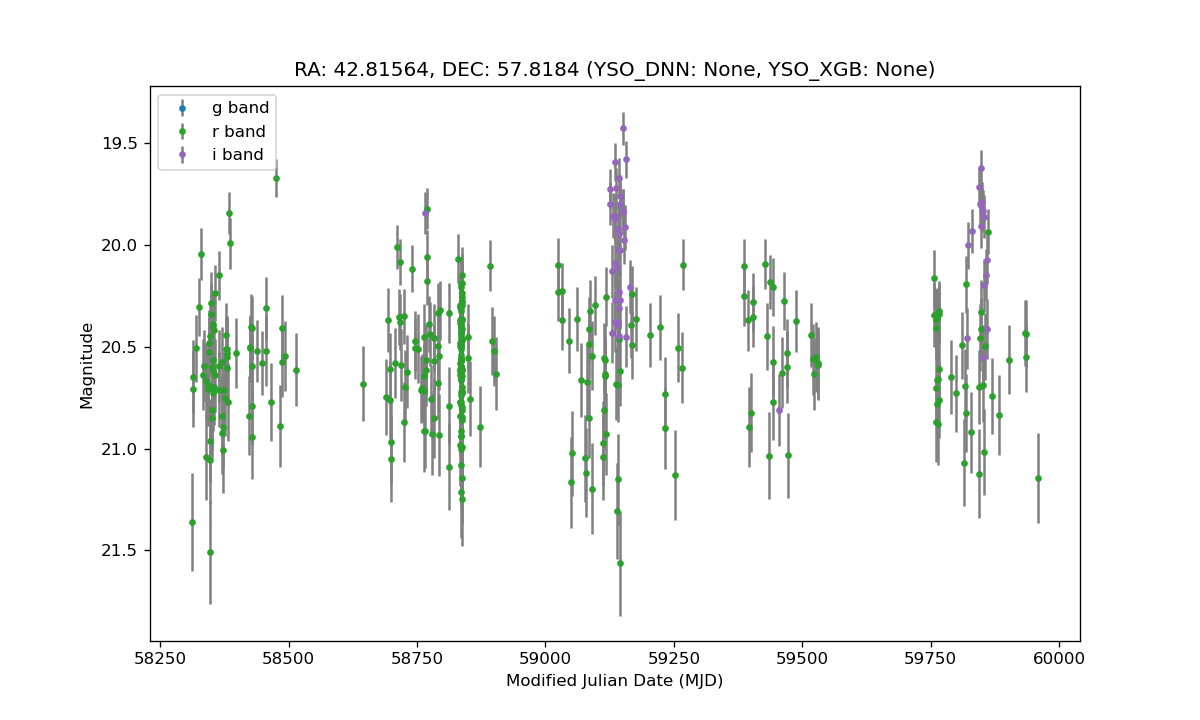 RA: 42.81564, DEC: 57.8184 (YSO_DNN: None, YSO_XGB: None)
g band
r band
i band
Magnitude
19.5
20.0
20.5
21.0
21.5
58250 58500 58750 59000 59250 59500 59750 60000
Modified Julian Date (MJD)